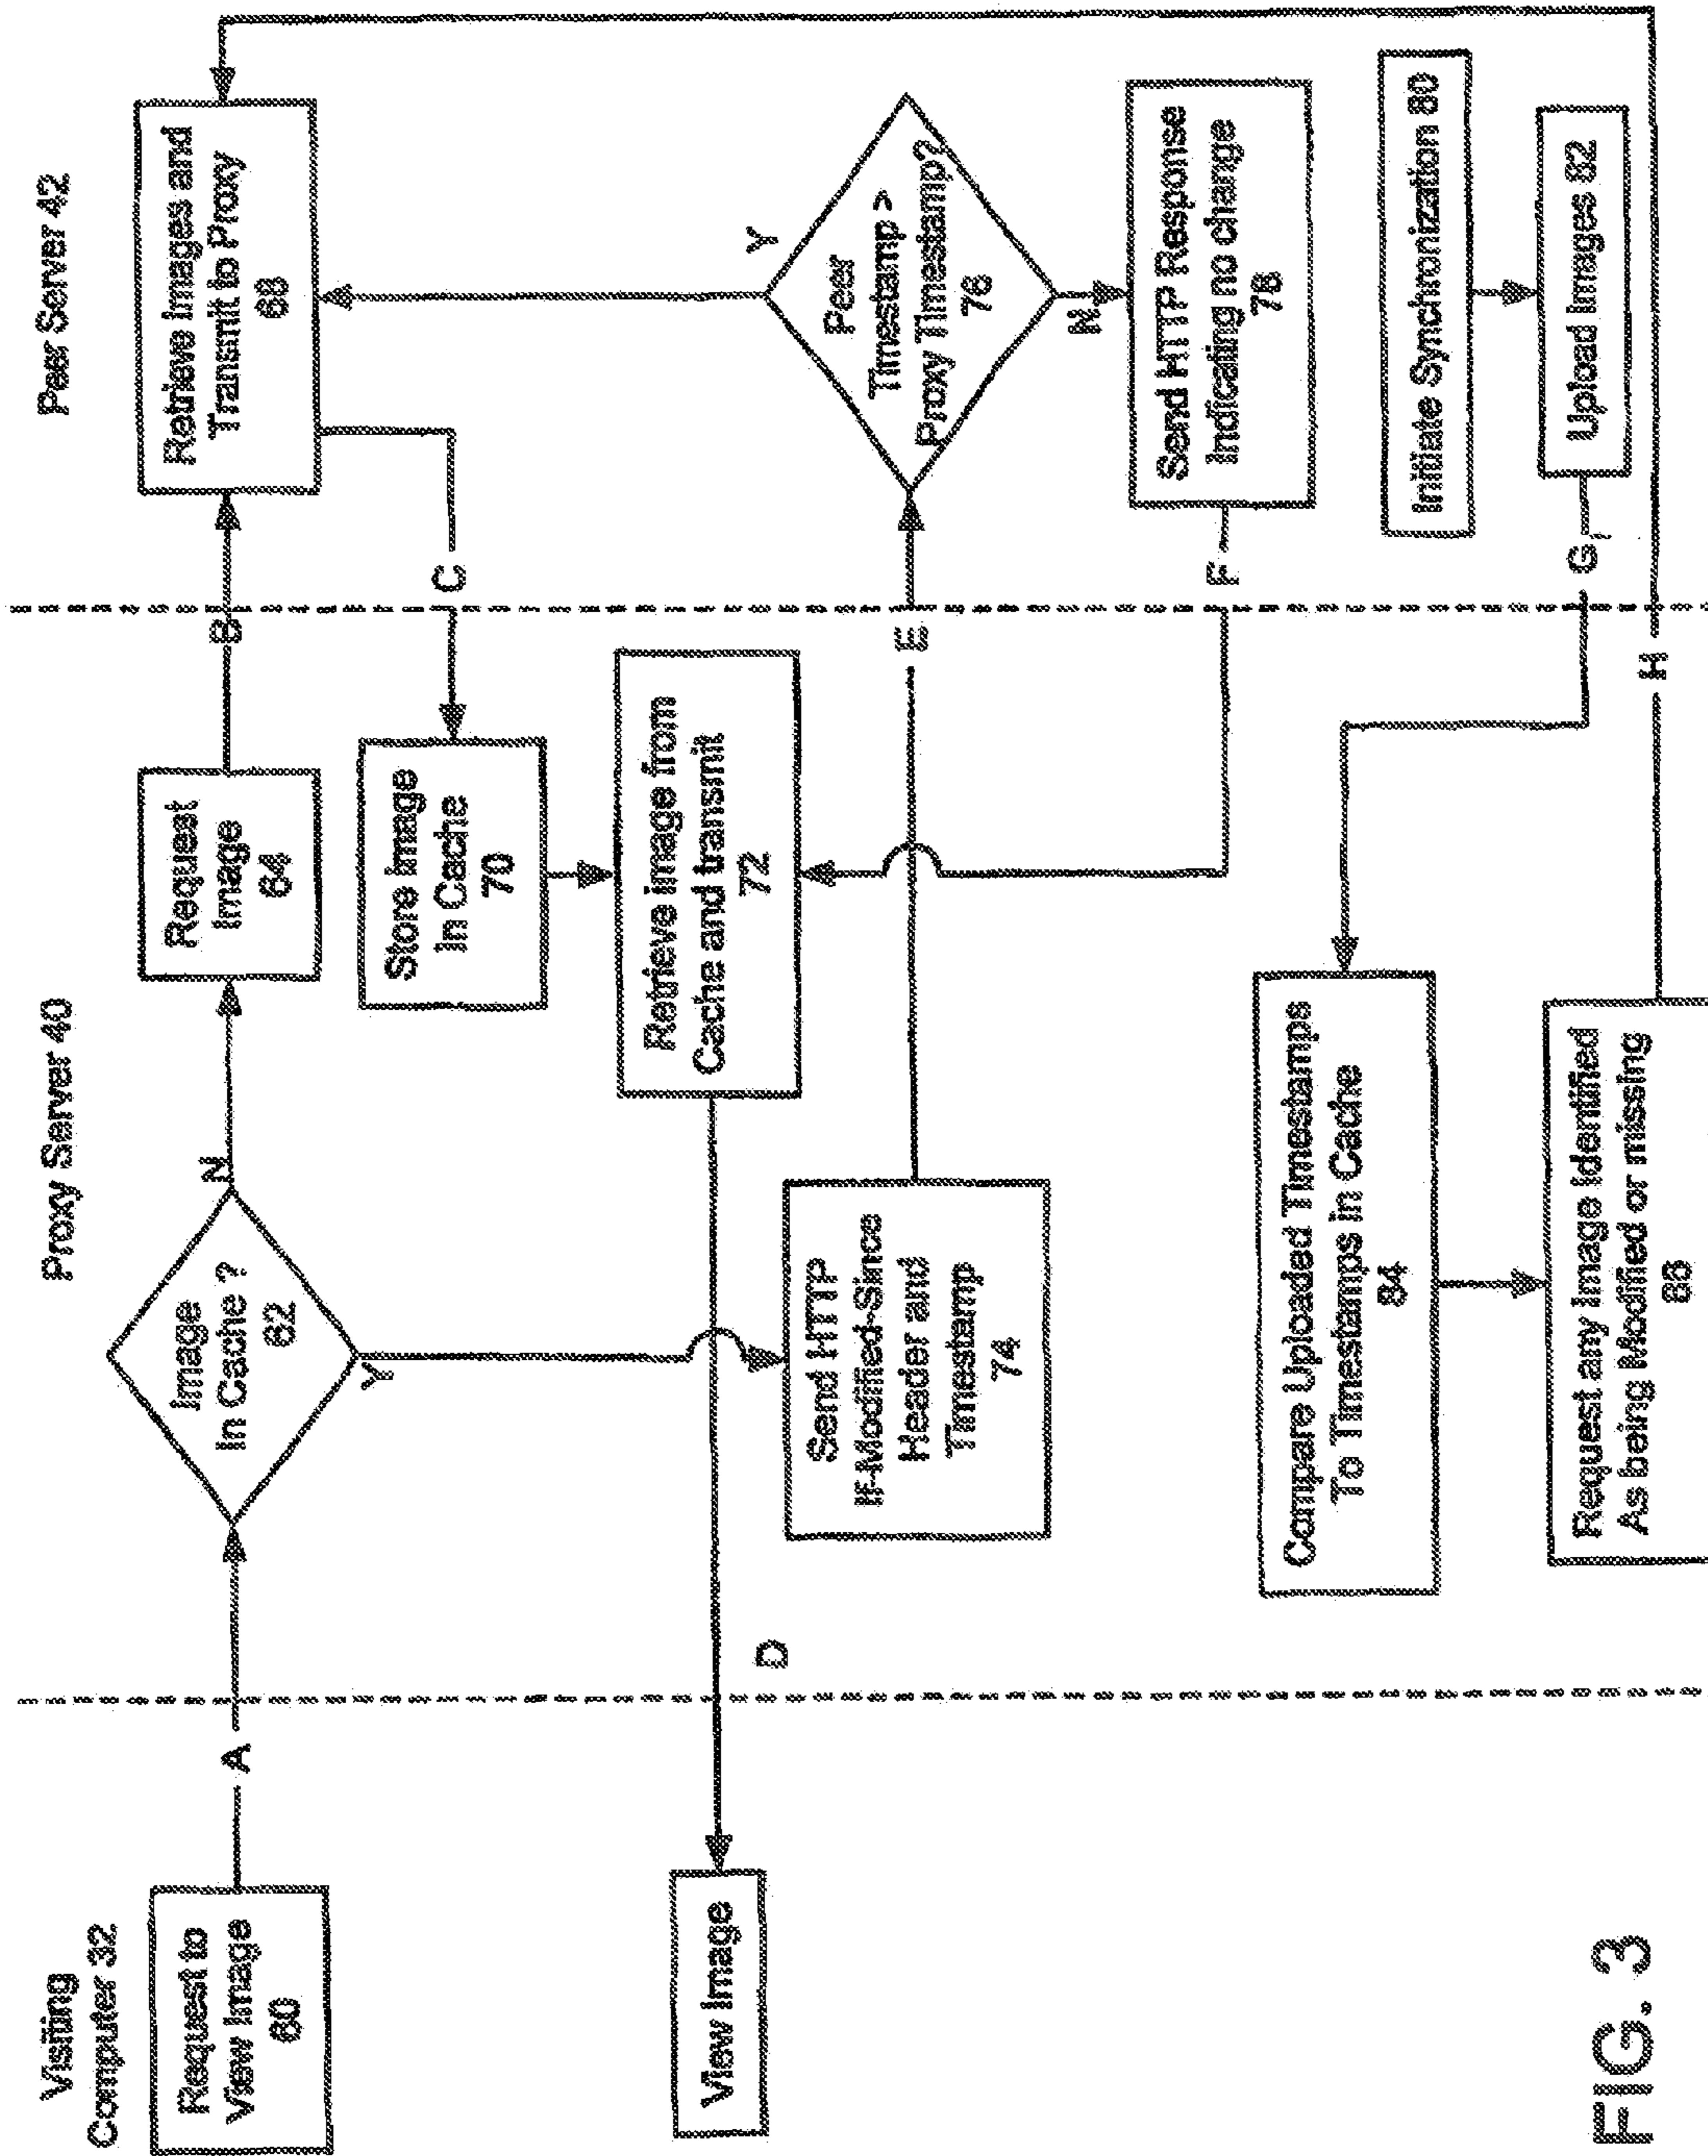 Visiting
Computer 32
Proxy Server 40
Peer Server 42
Request to
View Image
60
A
Image
In Cache ?
62
N
Y
Request
Image
64
B
Retrieve Images and
Transmit to Proxy
68
C
Store Image
In Cache
70
Retrieve image from
Cache and transmit
72
D
View Image
Send HTTP
If-Modified-Since
Header and
Timestamp
74
E
Peer
Timestamp >
Proxy Timestamp?
76
Y
N
Send HTTP Response
Indicating no change
78
F
Initiate Synchronization 80
Upload Images 82
G
Compare Uploaded Timestamps
To Timestamps in Cache
84
Request any Image Identified
As being Modified or missing
H
FIG. 3